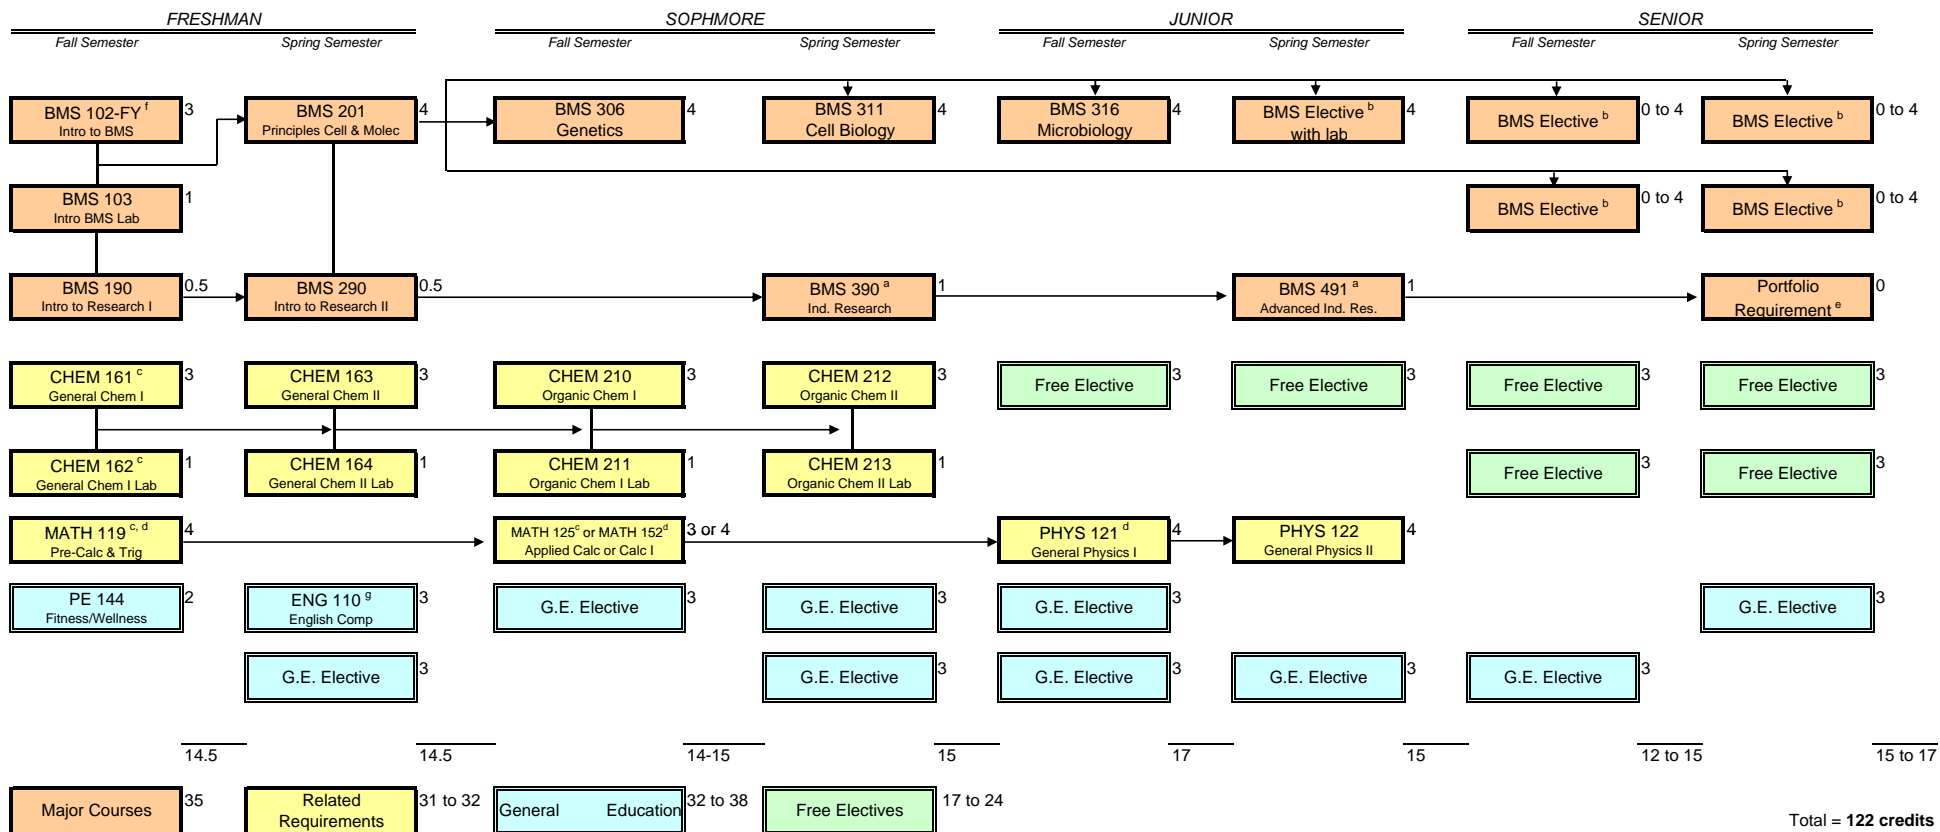 FRESHMAN SOPHMORE JUNIOR SENIOR
Fall Semester Spring Semester Fall Semester Spring Semester Fall Semester Spring Semester Fall Semester Spring Semester
BMS 102-FY f 3 BMS 201 4 BMS 306 4 BMS 311 4 BMS 316 4 BMS Elective b 4 BMS Elective b 0 to 4 BMS Elective b 0 to 4
Intro to BMS Principles Cell & Molec Genetics Cell Biology Microbiology with lab
BMS 103 1 BMS Elective b 0 to 4 BMS Elective b 0 to 4
Intro BMS Lab
BMS 190 0.5 BMS 290 0.5 BMS 390 a 1 BMS 491 a 1 Portfolio 0
Intro to Research I Intro to Research II Ind. Research Advanced Ind. Res. Requirement e
CHEM 161 c 3 CHEM 163 3 CHEM 210 3 CHEM 212 3 Free Elective 3 Free Elective 3 Free Elective 3 Free Elective 3
General Chem I General Chem II Organic Chem I Organic Chem II
CHEM 162 c 1 CHEM 164 1 CHEM 211 1 CHEM 213 1 Free Elective 3 Free Elective 3
General Chem I Lab General Chem II Lab Organic Chem I Lab Organic Chem II Lab
MATH 119 c, d 4 MATH 125c or MATH 152d 3 or 4 PHYS 121 d 4 PHYS 122 4
Pre-Calc & Trig Applied Calc or Calc I General Physics I General Physics II
PE 144 2 ENG 110 g 3 G.E. Elective 3 G.E. Elective 3 G.E. Elective 3 G.E. Elective 3
Fitness/Wellness English Comp
G.E. Elective 3 G.E. Elective 3 G.E. Elective 3 G.E. Elective 3 G.E. Elective 3
14.5 14.5 14-15 15 17 15 12 to 15 15 to 17
Major Courses 35 Related 31 to 32 General Education 32 to 38 Free Electives 17 to 24
Requirements
Total = 122 credits